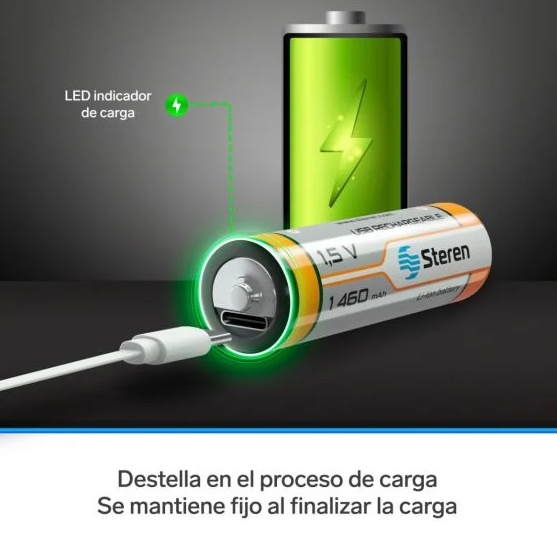 LED indicador
de carga
USB RECHARGEABLE
1,5 V
Steren
1 460 mAh
Li-ion battery
Destella en el proceso de carga
Se mantiene fijo al finalizar la carga